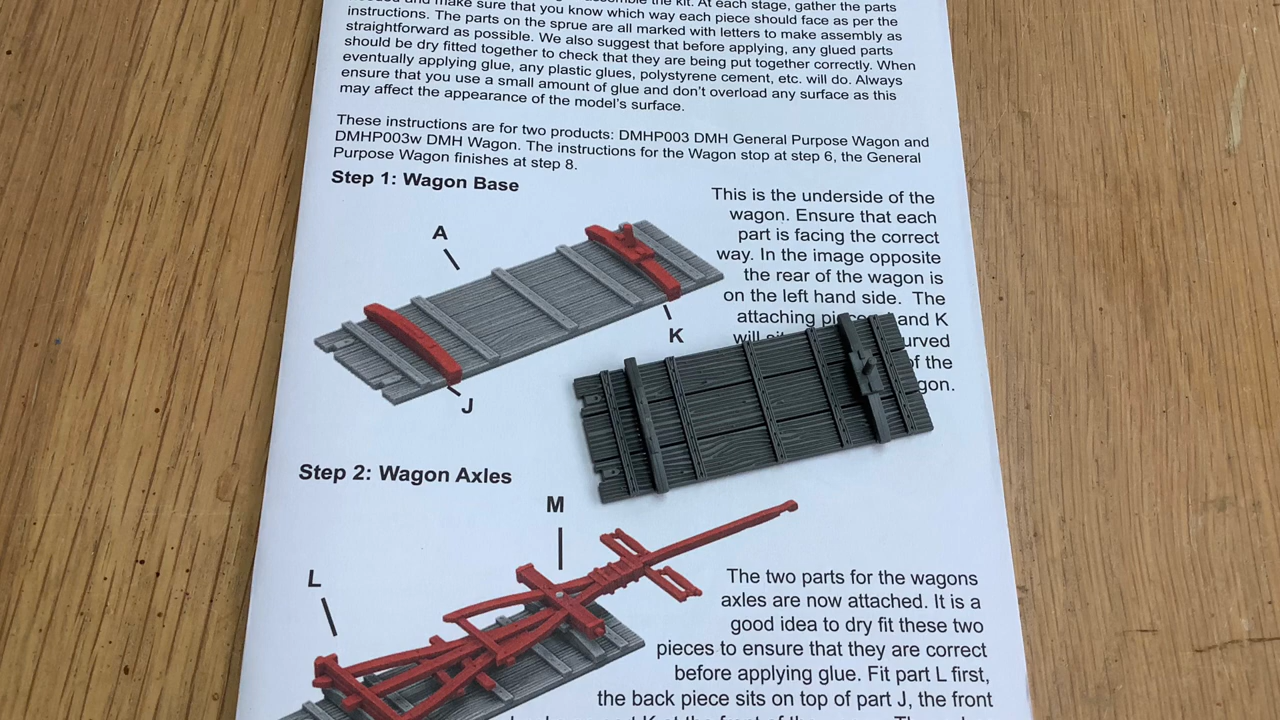 the kit. At each stage, gather the parts
and make sure that you know which way each piece should face as per the
instructions. The parts on the sprue are all marked with letters to make assembly as
straightforward as possible. We also suggest that before applying, any glued parts
should be dry fitted together to check that they are being put together correctly. When
eventually applying glue, any plastic glues, polystyrene cement, etc. will do. Always
ensure that you use a small amount of glue and don't overload any surface as this
may affect the appearance of the model's surface.
These instructions are for two products: DMHP003 DMH General Purpose Wagon and
DMHP003w DMH Wagon. The instructions for the Wagon stop at step 6, the General
Purpose Wagon finishes at step 8.
Step 1: Wagon Base
This is the underside of the
wagon. Ensure that each
part is facing the correct
way. In the image opposite
the rear of the wagon is
on the left hand side. The
attaching and K
will
of the
A
K
J
Step 2: Wagon Axles
M
L
The two parts for the wagons
axles are now attached. It is a
good idea to dry fit these two
pieces to ensure that they are correct
before applying glue. Fit part L first,
the back piece sits on top of part J, the front